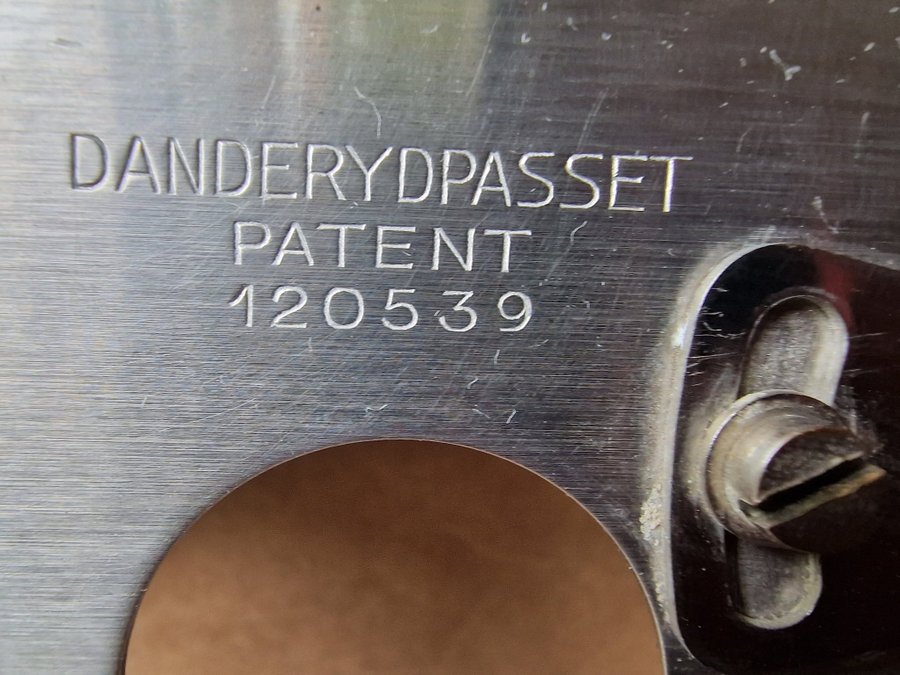 DANDERYDPASSET
PATENT
120539